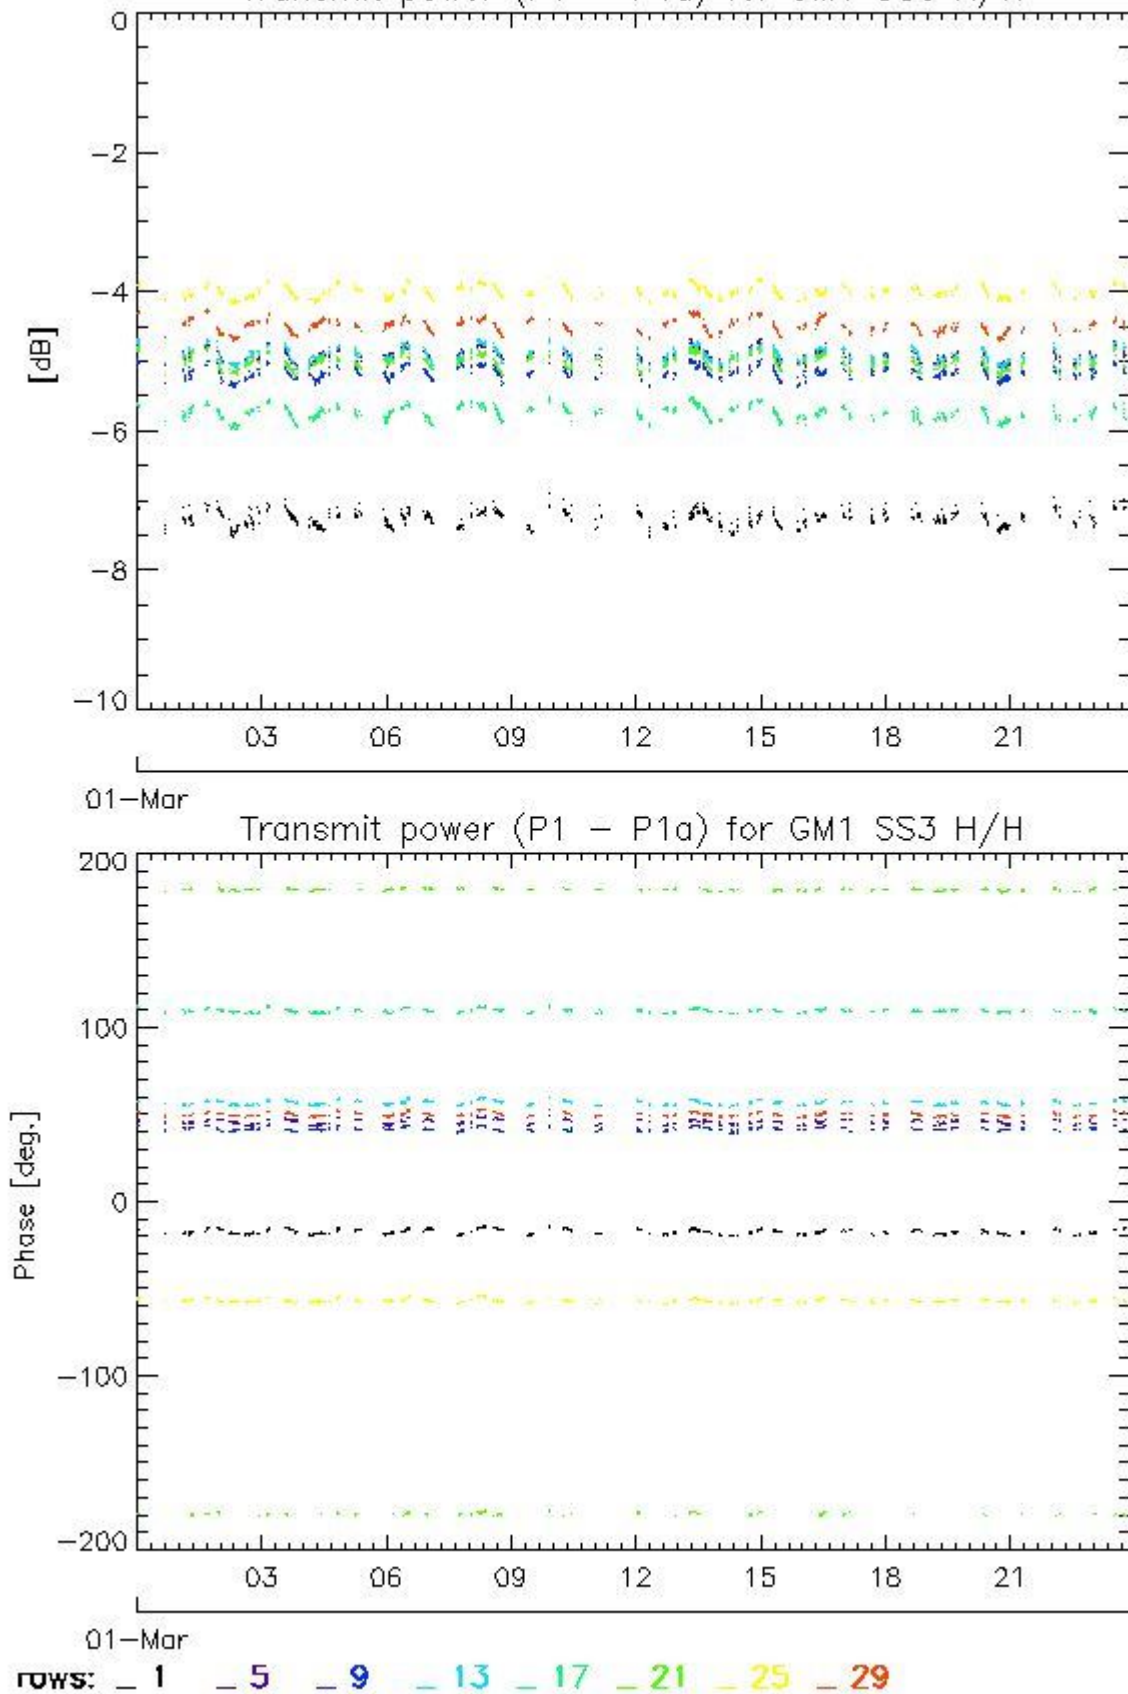 0
-2
-4
-6
-8
-10
[dB]
03 06 09 12 15 18 21
01-Mar
Transmit power (P1 - P1a) for GM1 SS3 H/H
200
100
0
-100
-200
Phase [deg.]
03 06 09 12 15 18 21
01-Mar
rows: _ 1 _ 5 _ 9 _ 13 _ 17 _ 21 _ 25 _ 29